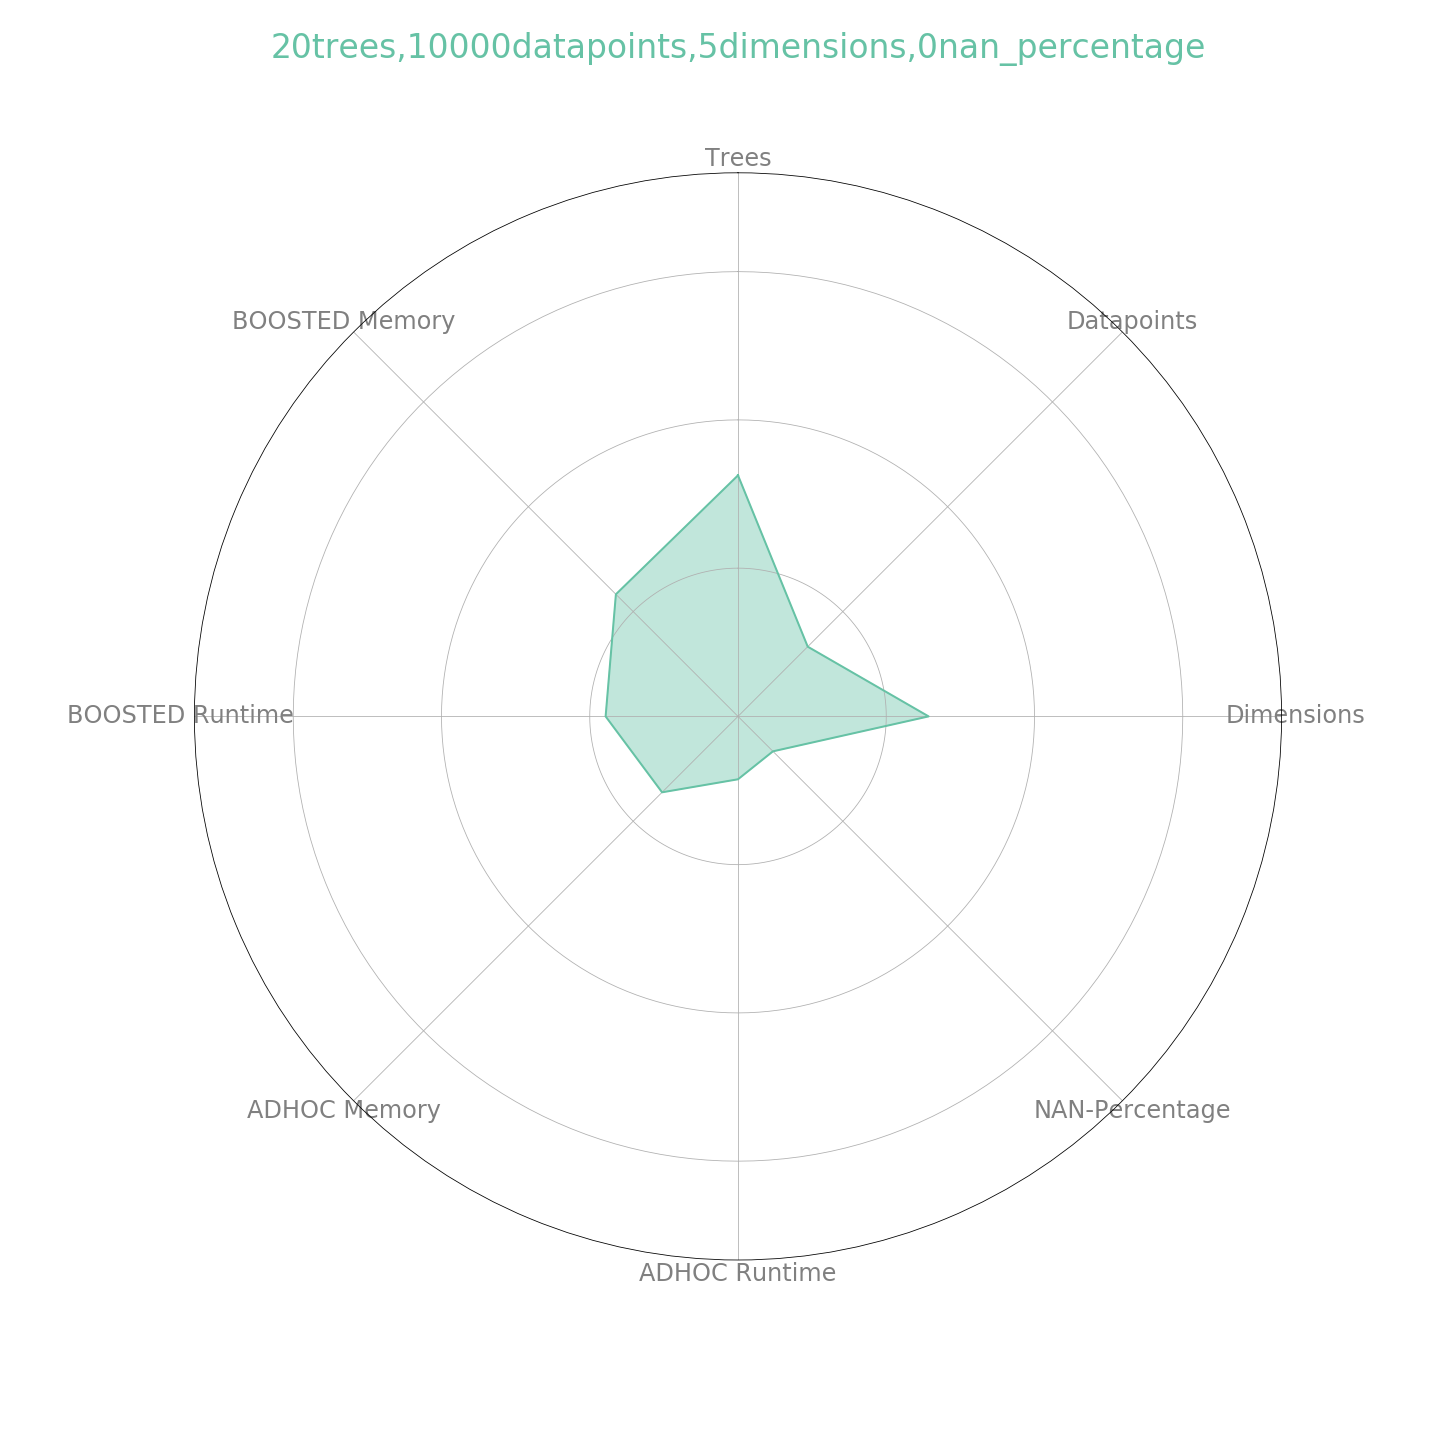 20trees,10000datapoints,5dimensions,0nan_percentage
Trees
BOOSTED Memory
Datapoints
BOOSTED Runtime
Dimensions
ADHOC Memory
NAN-Percentage
ADHOC Runtime